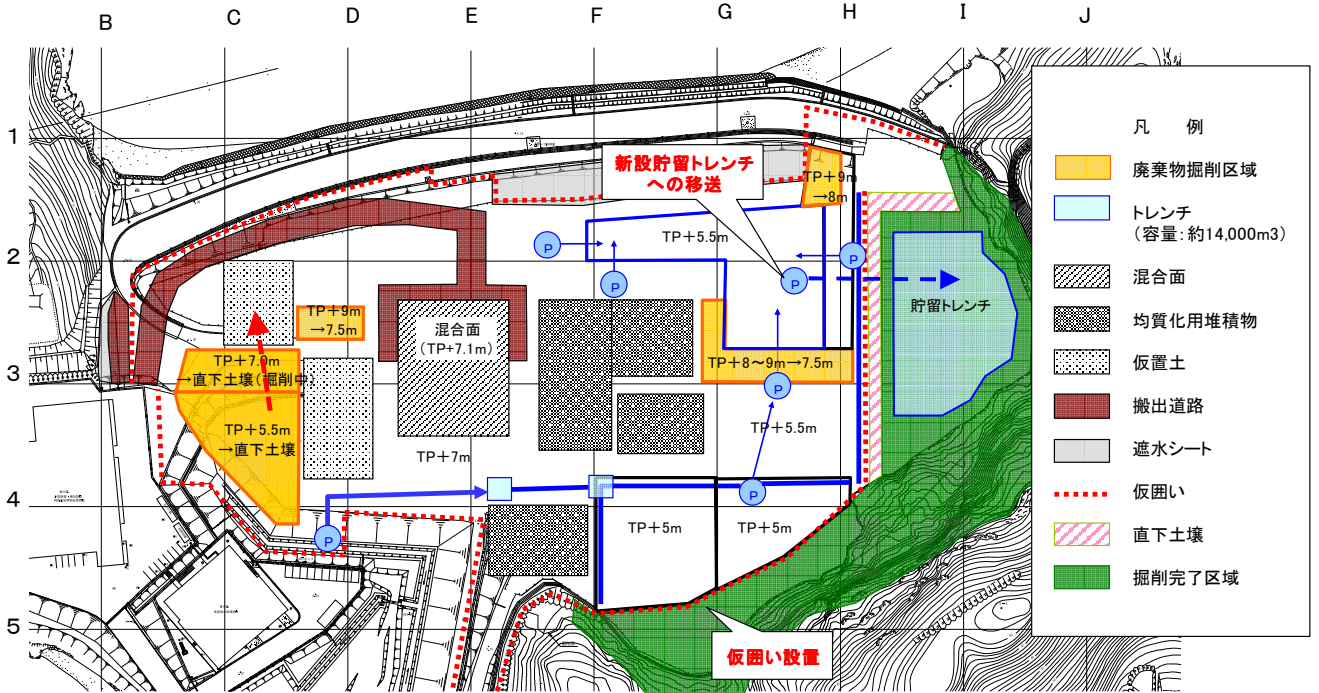 B C D E F G H I J
1
2
3
4
5
新設貯留トレンチ
への移送
TP+9m
→8m
TP+5.5m
P
P
P
P
貯留トレンチ
TP+9m
→7.5m
混合面
(TP+7.1m)
TP+7.0m
→直下土壌(掘削中)
TP+8～9m→7.5m
P
TP+5.5m
→直下土壌
TP+5.5m
TP+7m
P
P
TP+5m
TP+5m
仮囲い設置
凡 例
廃棄物掘削区域
トレンチ
(容量:約14,000m3)
混合面
均質化用堆積物
仮置土
搬出道路
遮水シート
仮囲い
直下土壌
掘削完了区域